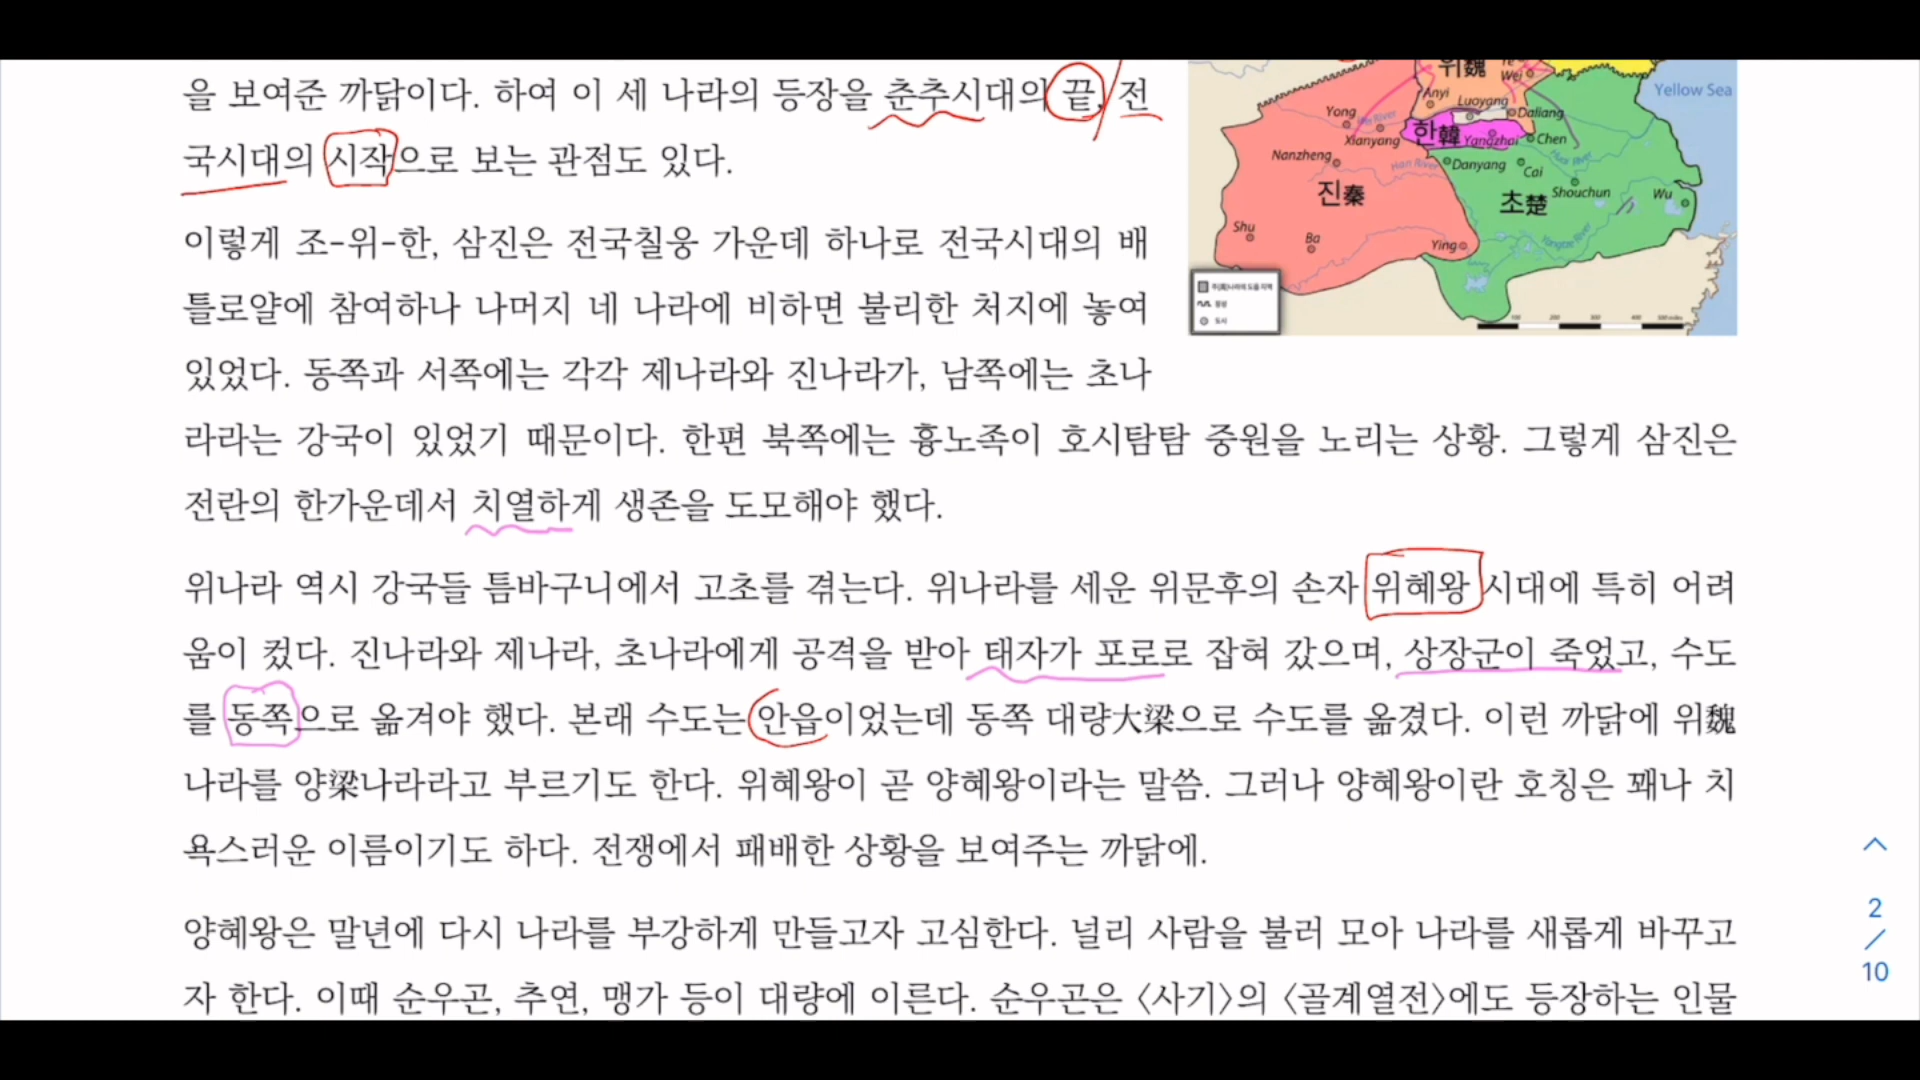 을 보여준 까닭이다. 하여 이 세 나라의 등장을 춘추시대의 끝, 전
국시대의 시작으로 보는 관점도 있다.
이렇게 조-위-한, 삼진은 전국칠웅 가운데 하나로 전국시대의 배
틀로얄에 참여하나 나머지 네 나라에 비하면 불리한 처지에 놓여
있었다. 동쪽과 서쪽에는 각각 제나라와 진나라가, 남쪽에는 초나
라라는 강국이 있었기 때문이다. 한편 북쪽에는 흉노족이 호시탐탐 중원을 노리는 상황. 그렇게 삼진은
전란의 한가운데서 치열하게 생존을 도모해야 했다.
위나라 역시 강국들 틈바구니에서 고초를 겪는다. 위나라를 세운 위문후의 손자 위혜왕 시대에 특히 어려
움이 컸다. 진나라와 제나라, 초나라에게 공격을 받아 태자가 포로로 잡혀 갔으며, 상장군이 죽었고, 수도
를 동쪽으로 옮겨야 했다. 본래 수도는 안읍이었는데 동쪽 대량大梁으로 수도를 옮겼다. 이런 까닭에 위魏
나라를 양梁나라라고 부르기도 한다. 위혜왕이 곧 양혜왕이라는 말씀. 그러나 양혜왕이란 호칭은 꽤나 치
욕스러운 이름이기도 하다. 전쟁에서 패배한 상황을 보여주는 까닭에.
양혜왕은 말년에 다시 나라를 부강하게 만들고자 고심한다. 널리 사람을 불러 모아 나라를 새롭게 바꾸고
자 한다. 이때 순우곤, 추연, 맹가 등이 대량에 이른다. 순우곤은 〈사기〉의 〈골계열전〉에도 등장하는 인물
위魏
Ye
Wei
Yellow Sea
Anyi
Luoyang
Yong
Daliang
Xianyang
한韓
Yangzhai
Chen
Nanzheng
Han River
Danyang
Cai
Huai River
진秦
초楚
Shouchun
Wu
Shu
Ba
Ying
Yangtze River
도시
100
200
300
400
2
/
10